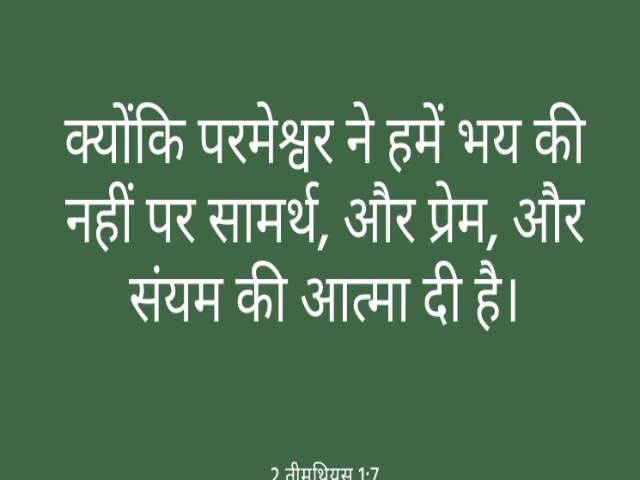 क्योंकि परमेश्वर ने हमें भय की
नहीं पर सामर्थ, और प्रेम, और
संयम की आत्मा दी है।
2 तीमुथियुस 1:7